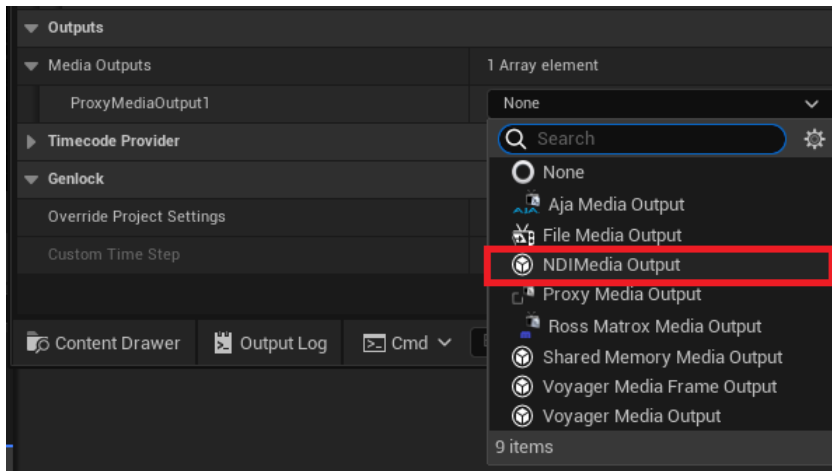 Outputs
Media Outputs
1 Array element
ProxyMediaOutput1
None
Timecode Provider
Search
Genlock
None
Override Project Settings
Aja Media Output
File Media Output
Custom Time Step
NDIMedia Output
Proxy Media Output
Ross Matrox Media Output
Content Drawer
Output Log
Cmd
Shared Memory Media Output
Voyager Media Frame Output
Voyager Media Output
9 items